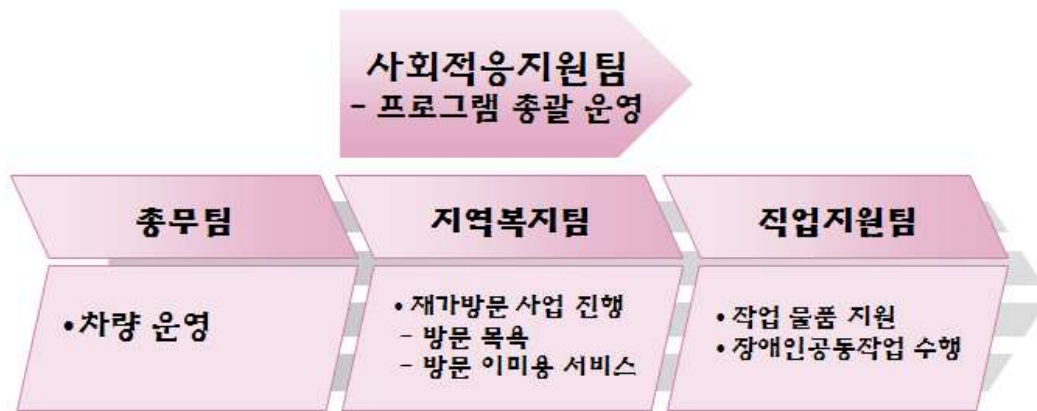 사회적응지원팀
- 프로그램 총괄 운영
총무팀
• 차량 운영
지역복지팀
• 재가방문 사업 진행
- 방문 목욕
- 방문 이미용 서비스
직업지원팀
• 작업 물품 지원
• 장애인공동작업 수행